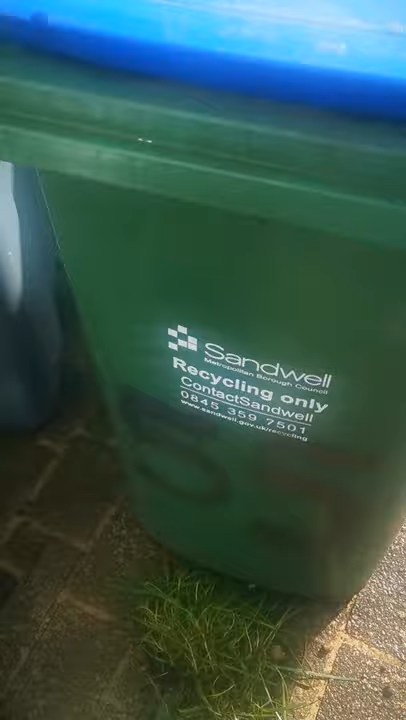 Sandwell
Metropolitan Borough Council
Recycling only
ContactSandwell
0845 359 7501
www.sandwell.gov.uk/recycling